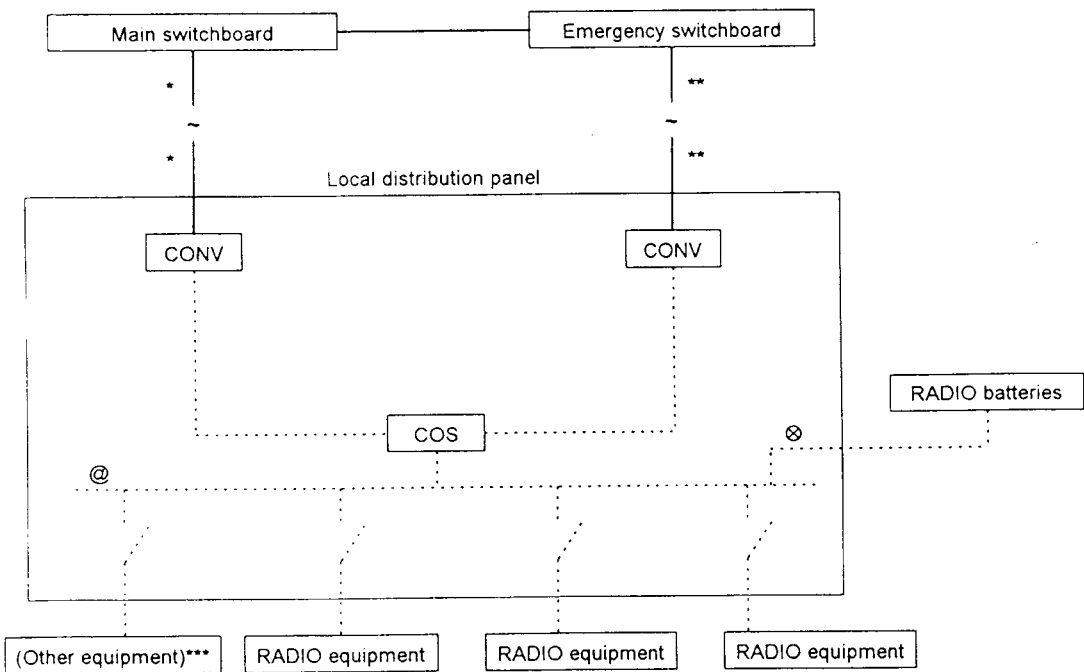 Main switchboard
Emergency switchboard
*
**
~
~
*
**
Local distribution panel
CONV
CONV
RADIO batteries
COS
⊗
@
(Other equipment)***
RADIO equipment
RADIO equipment
RADIO equipment